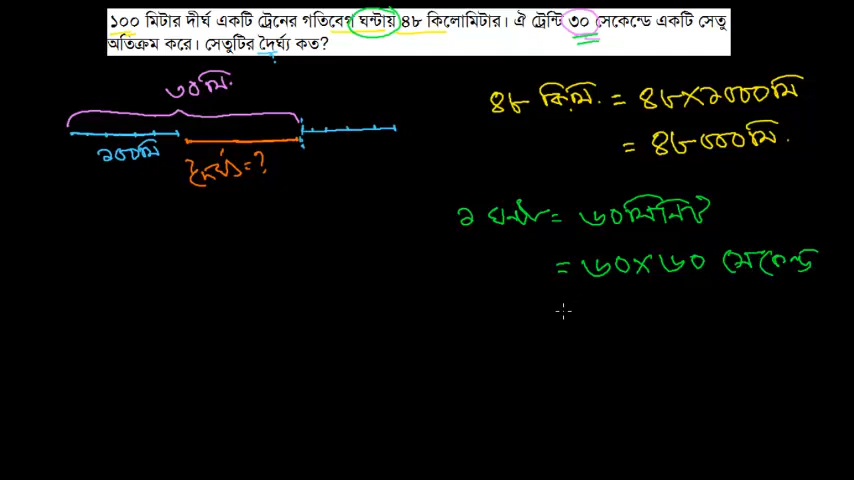 ১০০ মিটার দীর্ঘ একটি ট্রেনের গতিবেগ ঘন্টায় ৪৮ কিলোমিটার। ঐ ট্রেন্টি ৩০ সেকেন্ডে একটি সেতু
অতিক্রম করে। সেতুটির দৈর্ঘ্য কত?
৩০মি.
১০০মি
দৈর্ঘ্য=?
৪৮ কি.মি. = ৪৮×১০০০মি
= ৪৮০০০মি.
১ ঘন্টা = ৬০মিনিট
= ৬০×৬০ সেকেন্ড